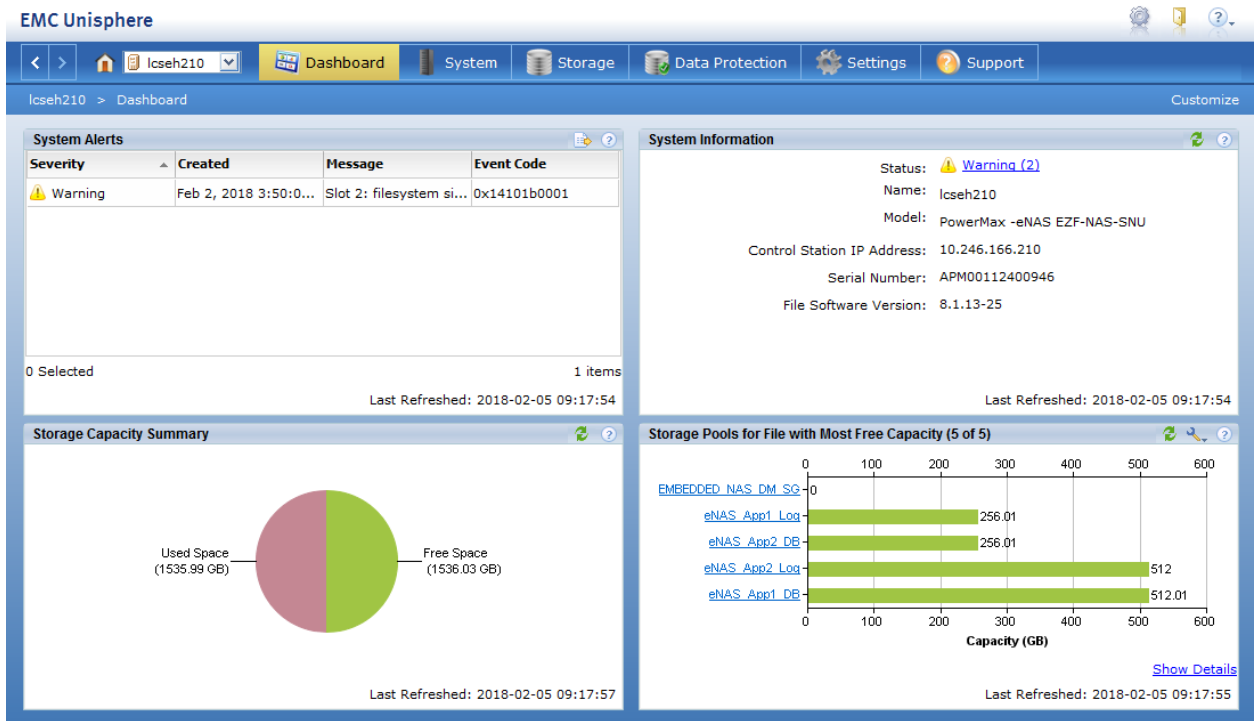 EMC Unisphere
lcseh210
Dashboard
System
Storage
Data Protection
Settings
Support
lcseh210 > Dashboard
Customize
System Alerts
Severity Created Message Event Code
Warning Feb 2, 2018 3:50:0... Slot 2: filesystem si... 0x14101b0001
0 Selected 1 items
Last Refreshed: 2018-02-05 09:17:54
System Information
Status: Warning (2)
Name: lcseh210
Model: PowerMax -eNAS EZF-NAS-SNU
Control Station IP Address: 10.246.166.210
Serial Number: APM00112400946
File Software Version: 8.1.13-25
Last Refreshed: 2018-02-05 09:17:54
Storage Capacity Summary
Used Space
(1535.99 GB)
Free Space
(1536.03 GB)
Last Refreshed: 2018-02-05 09:17:57
Storage Pools for File with Most Free Capacity (5 of 5)
0 100 200 300 400 500 600
EMBEDDED_NAS_DM_SG 0
eNAS_App1_Log 256.01
eNAS_App2_DB 256.01
eNAS_App2_Log 512
eNAS_App1_DB 512.01
0 100 200 300 400 500 600
Capacity (GB)
Show Details
Last Refreshed: 2018-02-05 09:17:55